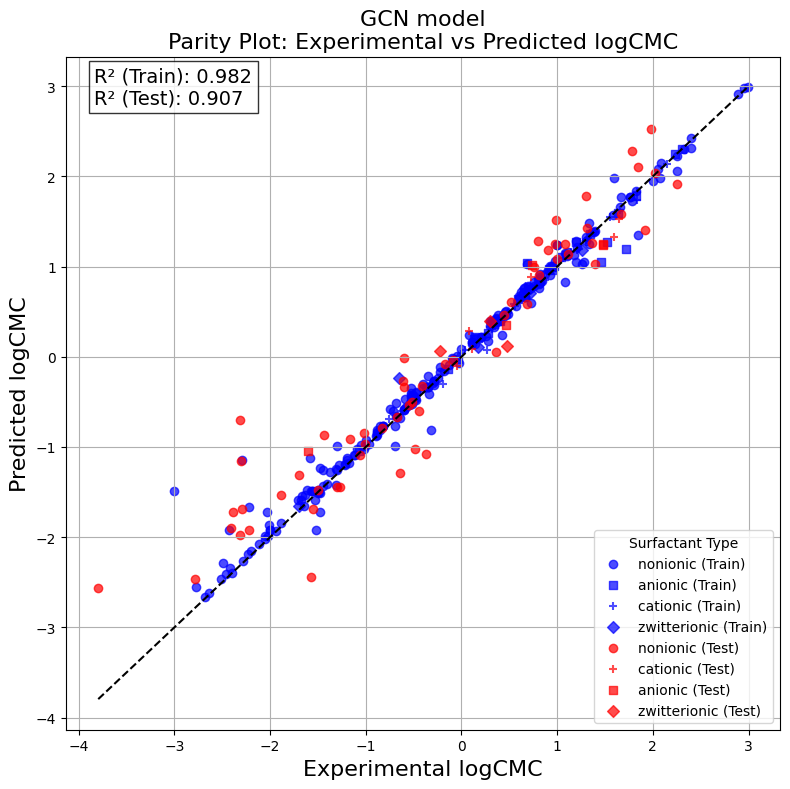 GCN model
Parity Plot: Experimental vs Predicted logCMC
R² (Train): 0.982
R² (Test): 0.907
Predicted logCMC
3
2
1
0
−1
−2
−3
−4
Surfactant Type
nonionic (Train)
anionic (Train)
cationic (Train)
zwitterionic (Train)
nonionic (Test)
cationic (Test)
anionic (Test)
zwitterionic (Test)
−4 −3 −2 −1 0 1 2 3
Experimental logCMC